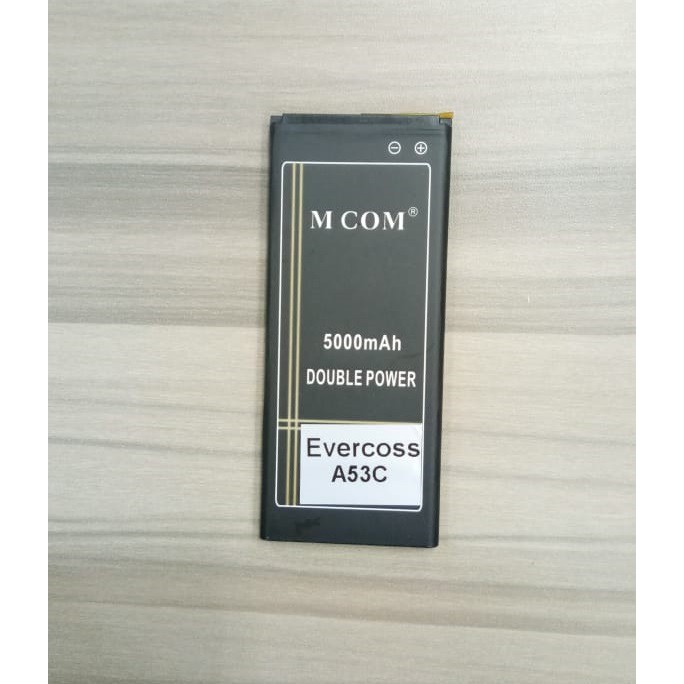 ⊖ ⊕
M COM®
5000mAh
DOUBLE POWER
Evercoss
A53C